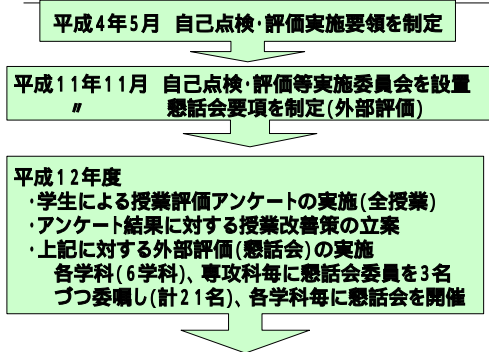 平成4年5月 自己点検・評価実施要領を制定
平成11年11月 自己点検・評価等実施委員会を設置
〃 懇話会要項を制定(外部評価)
平成12年度
・学生による授業評価アンケートの実施(全授業)
・アンケート結果に対する授業改善策の立案
・上記に対する外部評価(懇話会)の実施
各学科(6学科)、専攻科毎に懇話会委員を3名
づつ委嘱し(計21名)、各学科毎に懇話会を開催